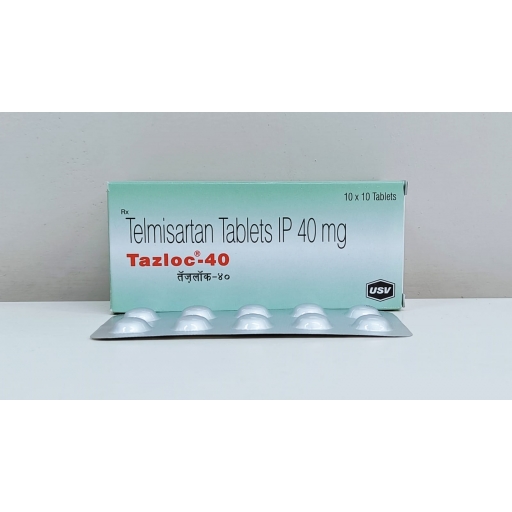 10 x 10 Tablets
Rx
Telmisartan Tablets IP 40 mg
Tazloc®-40
तॅज़लॉक-४०
USV